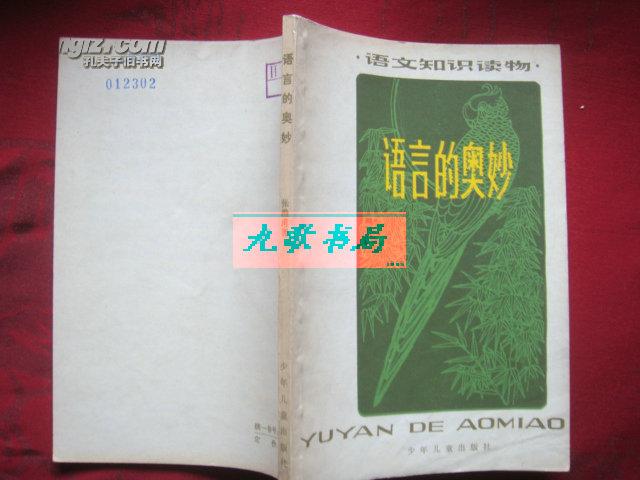 孔夫子旧书网
012302
语言的奥妙
少年儿童出版社
·语文知识读物·
语言的奥妙
九歌书局
YUYAN DE AOMIAO
少年儿童出版社